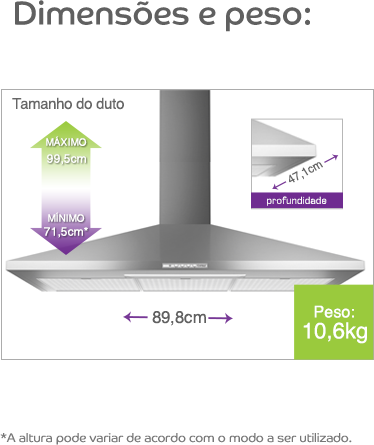 Dimensões e peso:
Tamanho do duto
MÁXIMO
99,5cm
MÍNIMO
71,5cm*
47,1cm
profundidade
89,8cm
Peso:
10,6kg
*A altura pode variar de acordo com o modo a ser utilizado.